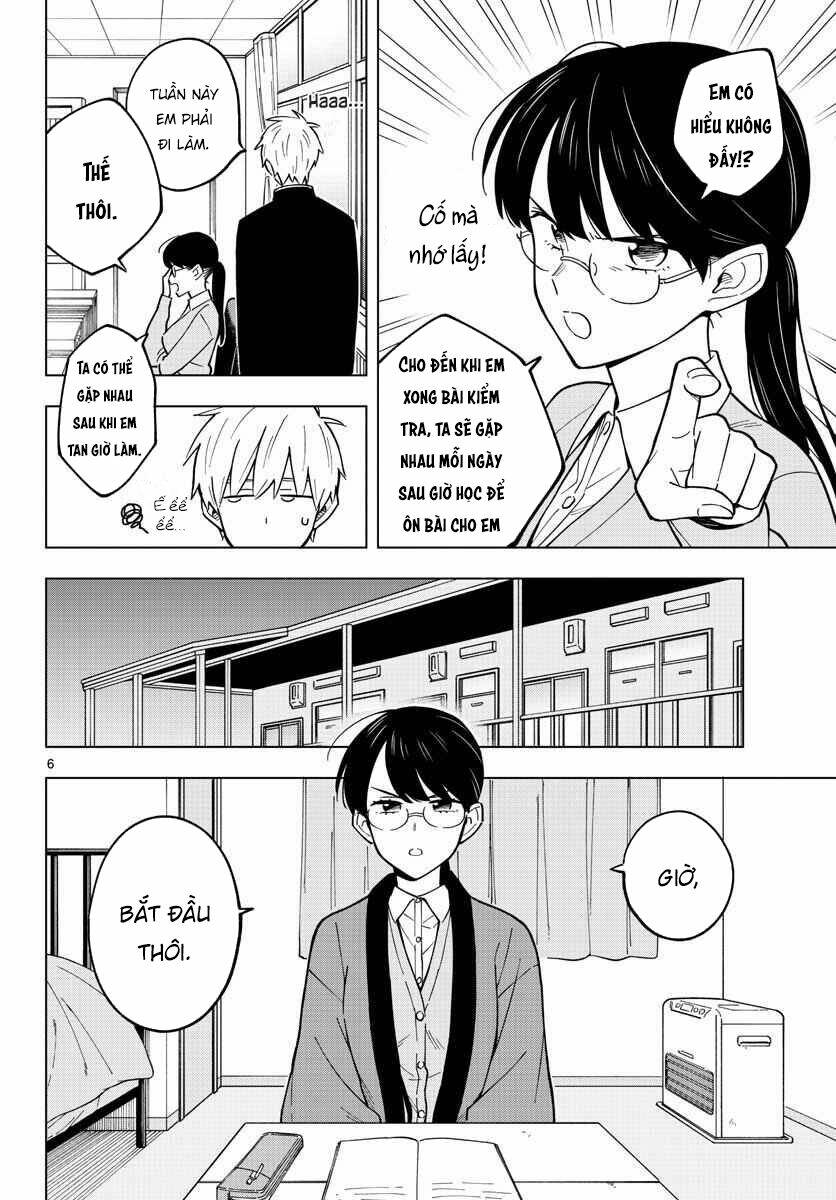 EM CÓ
HIỂU KHÔNG
ĐẤY!?
Cố mà
nhớ lấy!
CHO ĐẾN KHI EM
XONG BÀI KIỂM
TRA, TA SẼ GẶP
NHAU MỖI NGÀY
SAU GIỜ HỌC ĐỂ
ÔN BÀI CHO EM
Haaa...
TUẦN NÀY
EM PHẢI
ĐI LÀM.
THẾ
THÔI.
TA CÓ THỂ
GẶP NHAU
SAU KHI EM
TAN GIỜ LÀM.
Ế ểể
ểể...
6
GIỜ,
BẮT ĐẦU
THÔI.